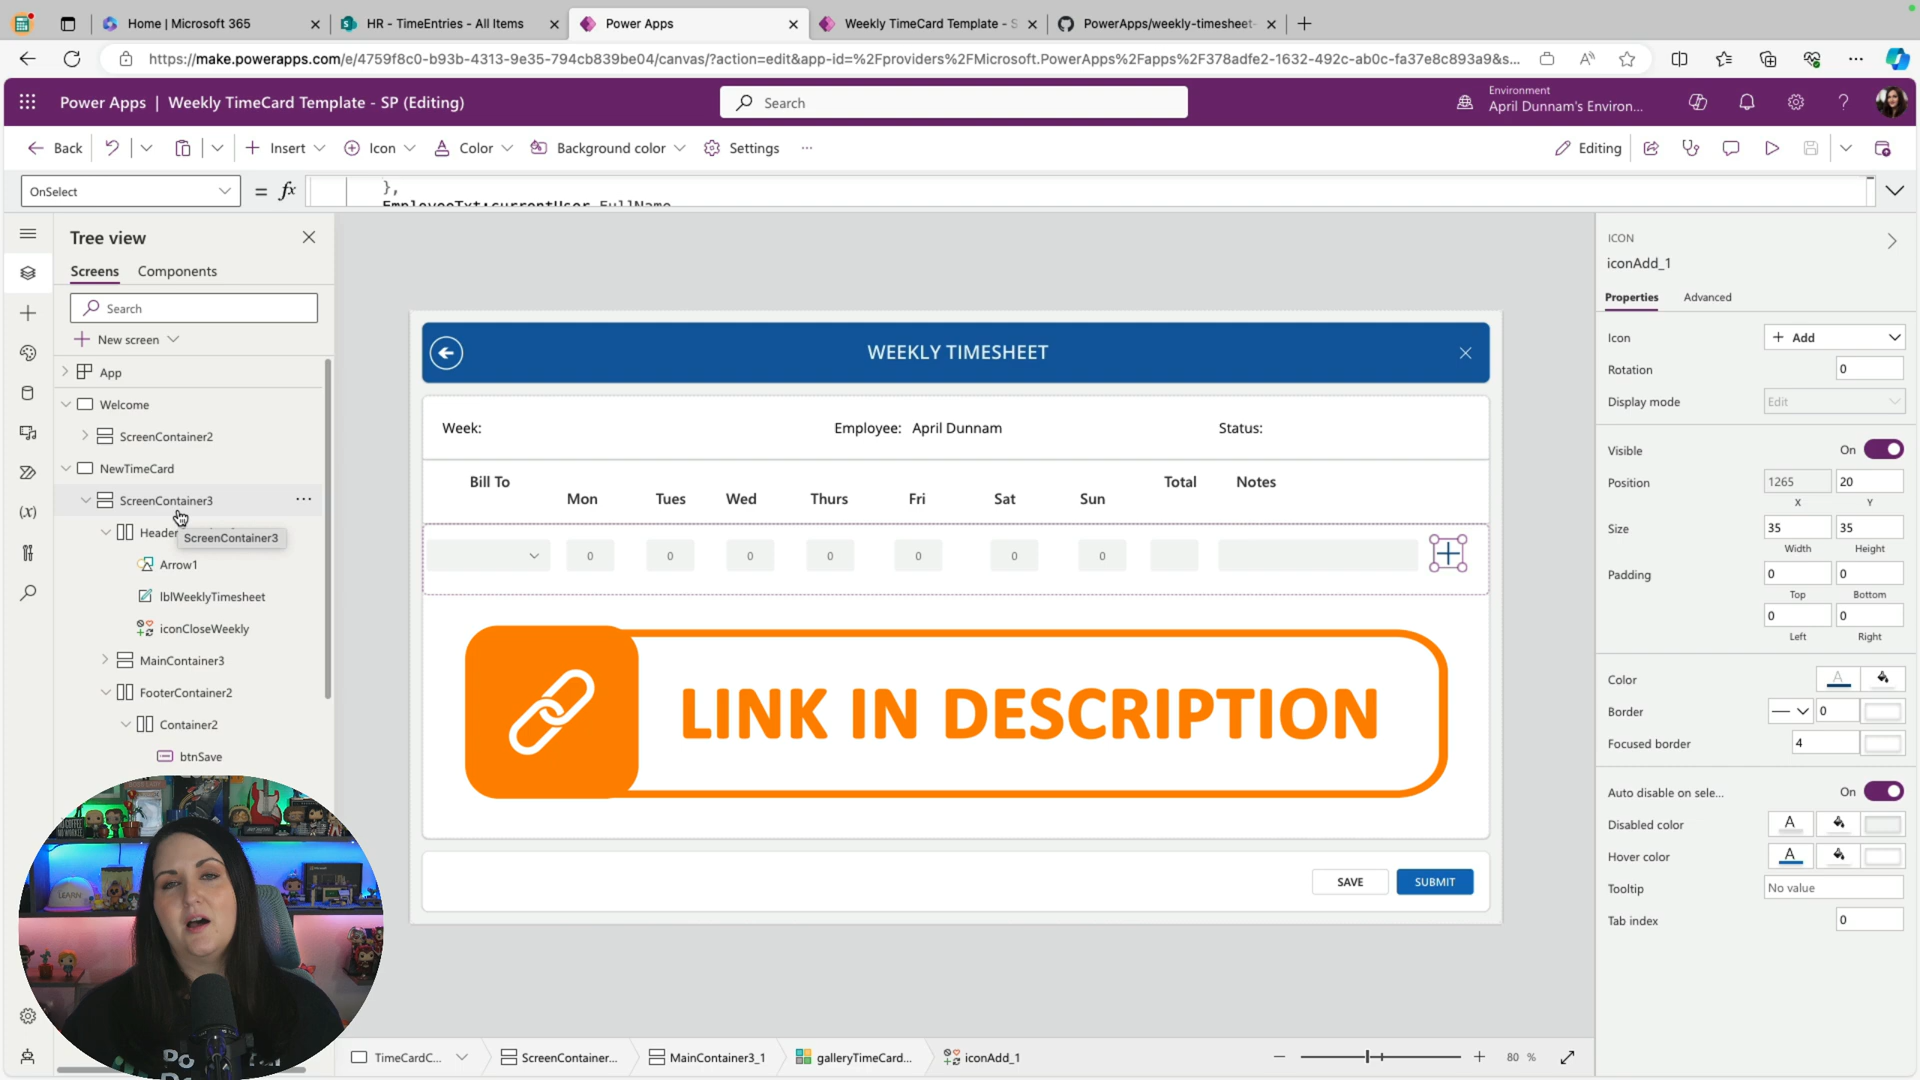 Home | Microsoft 365
HR - TimeEntries - All Items
Power Apps
Weekly TimeCard Template - S
PowerApps/weekly-timesheet-
https://make.powerapps.com/e/4759f8c0-b93b-4313-9e35-794cb839be04/canvas/?action=edit&app-id=%2Fproviders%2FMicrosoft.PowerApps%2Fapps%2F378adfe2-1632-492c-ab0c-fa37e8c893a9&s...
Power Apps | Weekly TimeCard Template - SP (Editing)
Search
Environment
April Dunnam's Environ...
Back
Insert
Icon
Color
Background color
Settings
Editing
OnSelect
= fx
},
EmployeeTxt:currentUser.FullName
Tree view
Screens
Components
Search
New screen
App
Welcome
ScreenContainer2
NewTimeCard
ScreenContainer3
Header
ScreenContainer3
Arrow1
lblWeeklyTimesheet
iconCloseWeekly
MainContainer3
FooterContainer2
Container2
btnSave
WEEKLY TIMESHEET
Week:
Employee: April Dunnam
Status:
Bill To
Mon
Tues
Wed
Thurs
Fri
Sat
Sun
Total
Notes
0 0 0 0 0 0 0
LINK IN DESCRIPTION
SAVE
SUBMIT
LEARN
TimeCardC...
ScreenContainer...
MainContainer3_1
galleryTimeCard...
iconAdd_1
80 %
ICON
iconAdd_1
Properties
Advanced
Icon
Add
Rotation
0
Display mode
Edit
Visible
On
Position
1265
20
X
Y
Size
35
35
Width
Height
Padding
0
0
Top
Bottom
0
0
Left
Right
Color
Border
0
Focused border
4
Auto disable on sele...
On
Disabled color
Hover color
Tooltip
No value
Tab index
0